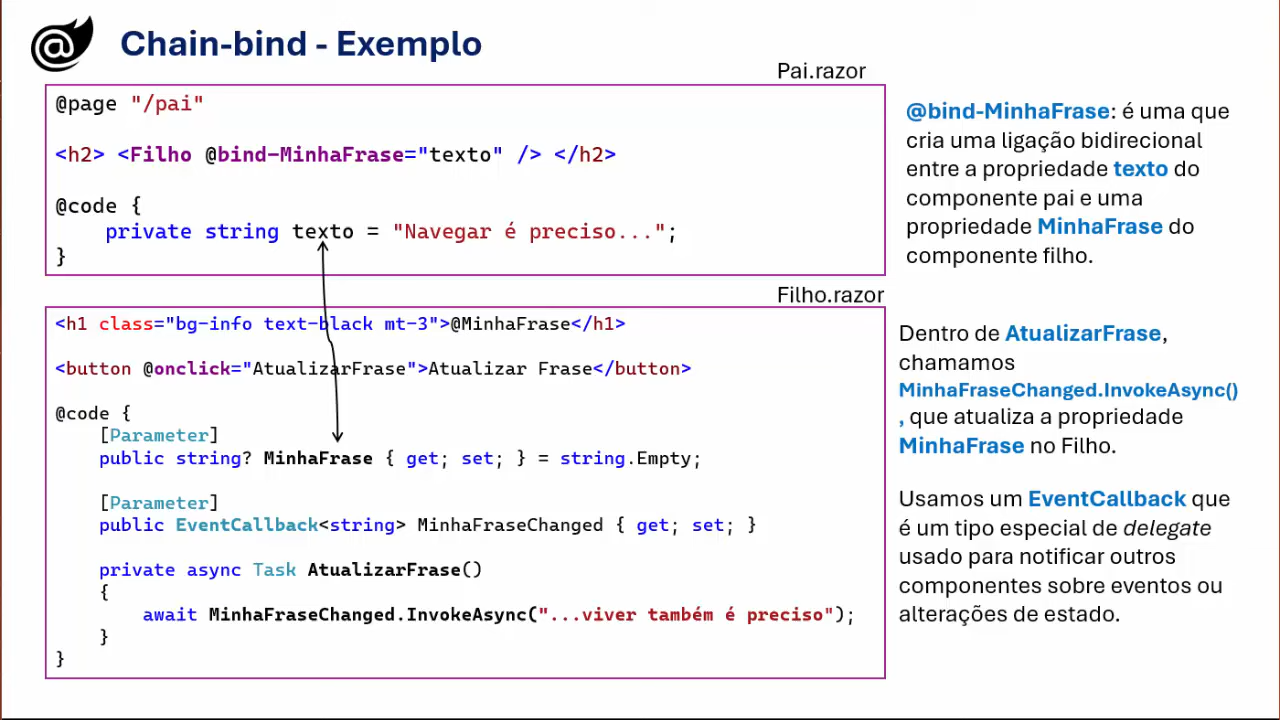 @ Chain-bind - Exemplo
Pai.razor
@page "/pai"
<h2> <Filho @bind-MinhaFrase="texto" /> </h2>
@code {
private string texto = "Navegar é preciso...";
}
@bind-MinhaFrase: é uma que
cria uma ligação bidirecional
entre a propriedade texto do
componente pai e uma
propriedade MinhaFrase do
componente filho.
Filho.razor
<h1 class="bg-info text-black mt-3">@MinhaFrase</h1>
<button @onclick="AtualizarFrase">Atualizar Frase</button>
@code {
[Parameter]
public string? MinhaFrase { get; set; } = string.Empty;
[Parameter]
public EventCallback<string> MinhaFraseChanged { get; set; }
private async Task AtualizarFrase()
{
await MinhaFraseChanged.InvokeAsync("...viver também é preciso");
}
}
Dentro de AtualizarFrase,
chamamos
MinhaFraseChanged.InvokeAsync()
, que atualiza a propriedade
MinhaFrase no Filho.
Usamos um EventCallback que
é um tipo especial de delegate
usado para notificar outros
componentes sobre eventos ou
alterações de estado.